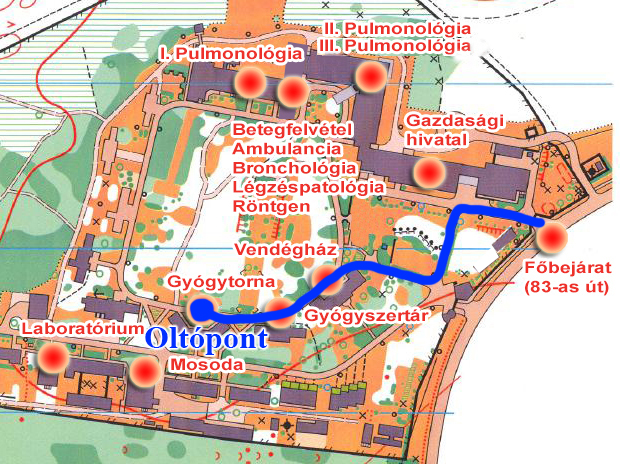 II. Pulmonológia
I. Pulmonológia
III. Pulmonológia
Gazdasági
hivatal
Betegfelvétel
Ambulancia
Bronchológia
Légzéspatológia
Röntgen
Vendégház
Főbejárat
(83-as út)
Gyógytorna
Gyógyszertár
Laboratórium
Oltópont
Mosoda